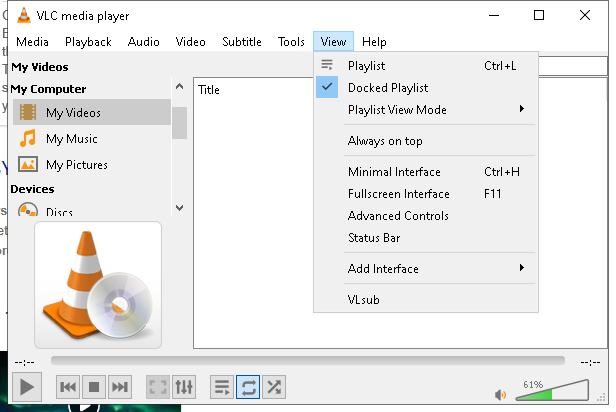 VLC media player
Media Playback Audio Video Subtitle Tools View Help
My Videos
My Computer
My Videos
My Music
My Pictures
Devices
Discs
Title
Playlist Ctrl+L
Docked Playlist
Playlist View Mode
Always on top
Minimal Interface Ctrl+H
Fullscreen Interface F11
Advanced Controls
Status Bar
Add Interface
VLsub
--:-- --:--
61%